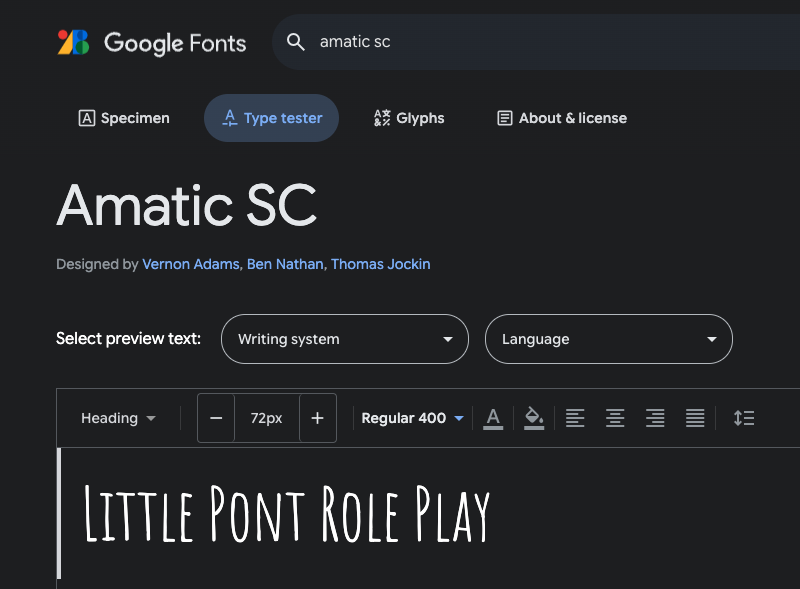 Google Fonts
amatic sc
Specimen
Type tester
Glyphs
About & license
Amatic SC
Designed by Vernon Adams, Ben Nathan, Thomas Jockin
Select preview text:
Writing system
Language
Heading
72px
Regular 400
Little Pont Role Play